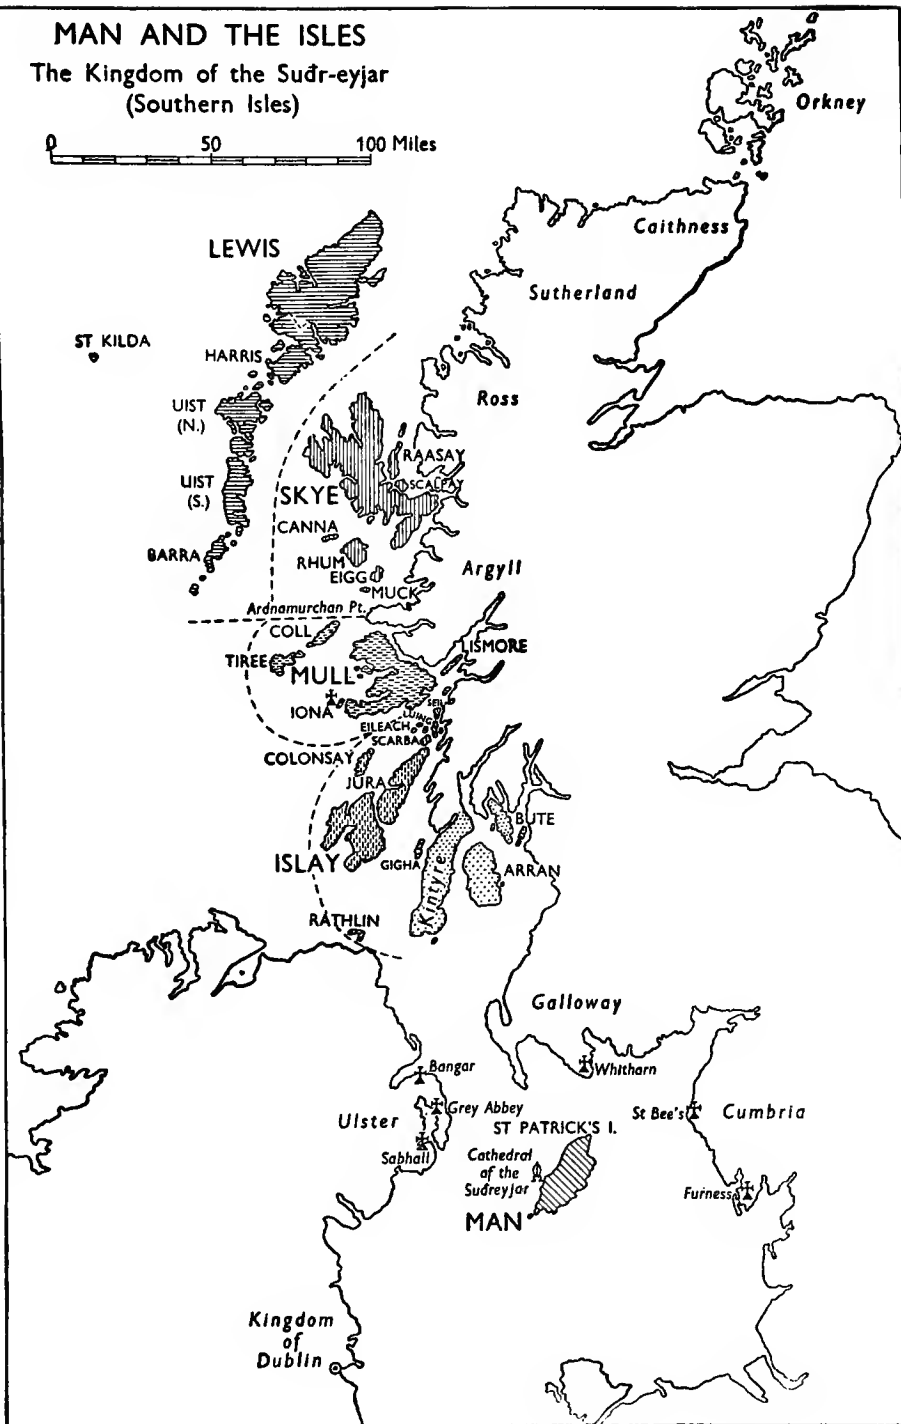 MAN AND THE ISLES
The Kingdom of the Suđr-eyjar
(Southern Isles)
0 50 100 Miles
Orkney
Caithness
LEWIS
Sutherland
ST KILDA
HARRIS
Ross
UIST
(N.)
RAASAY
UIST
(S.)
SCALPAY
SKYE
CANNA
BARRA
RHUM
EIGG
MUCK
Argyll
Ardnamurchan Pt.
COLL
LISMORE
TIREE
MULL
IONA
SEIL
LUING
EILEACH
SCARBA
COLONSAY
JURA
BUTE
ISLAY
GIGHA
Kintyre
ARRAN
RATHLIN
Galloway
Bangar
Whitharn
Grey Abbey
St Bee's
Cumbria
Ulster
ST PATRICK'S I.
Sabhall
Cathedral
of the
Suđreyjar
Furness
MAN
Kingdom
of
Dublin